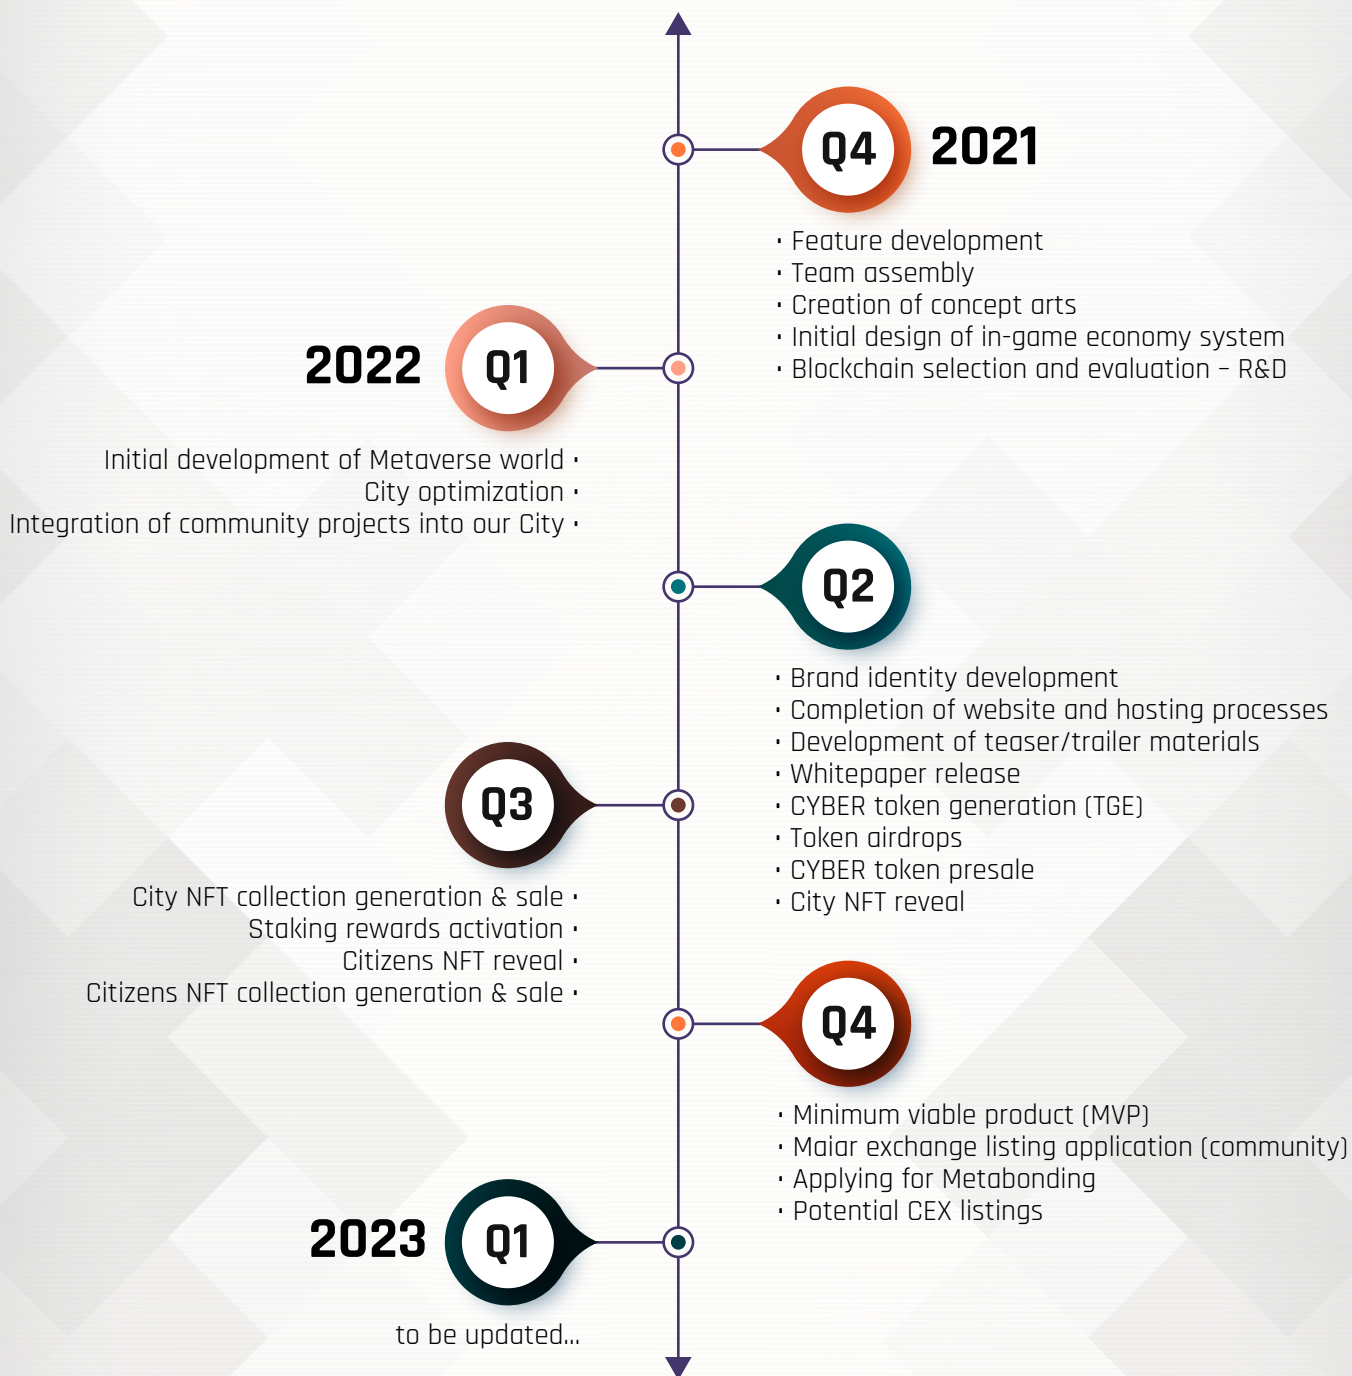 Q4 2021
· Feature development
· Team assembly
· Creation of concept arts
· Initial design of in-game economy system
· Blockchain selection and evaluation – R&D
2022 Q1
Initial development of Metaverse world ·
City optimization ·
Integration of community projects into our City ·
Q2
· Brand identity development
· Completion of website and hosting processes
· Development of teaser/trailer materials
· Whitepaper release
· CYBER token generation (TGE)
· Token airdrops
· CYBER token presale
· City NFT reveal
Q3
City NFT collection generation & sale ·
Staking rewards activation ·
Citizens NFT reveal ·
Citizens NFT collection generation & sale ·
Q4
· Minimum viable product (MVP)
· Maiar exchange listing application (community)
· Applying for Metabonding
· Potential CEX listings
2023 Q1
to be updated...